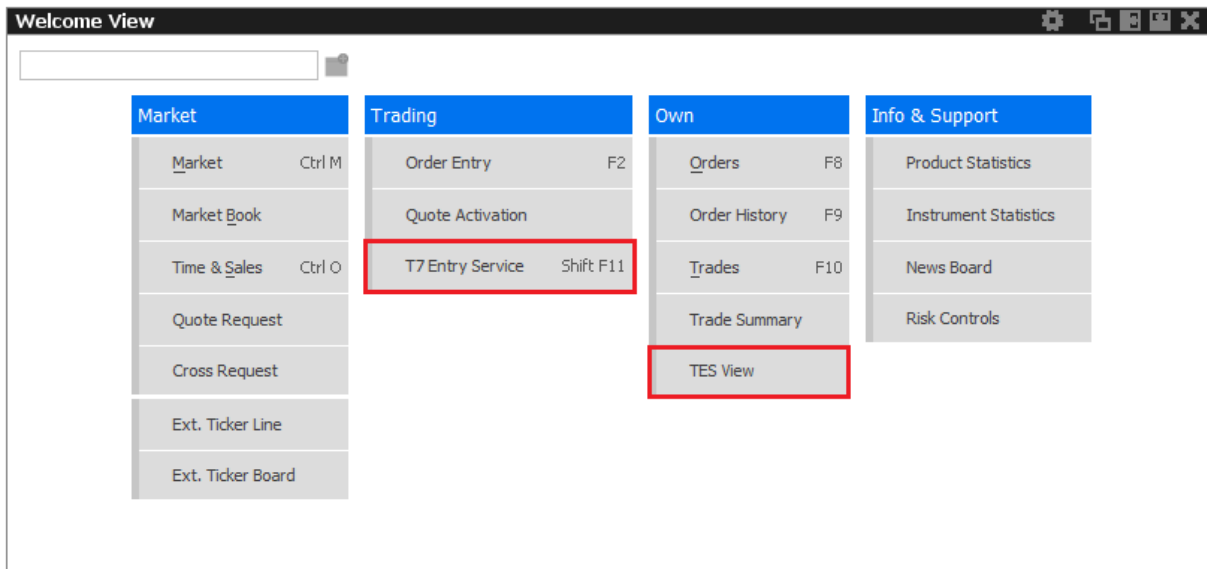 Welcome View
Market
Market Ctrl M
Market Book
Time & Sales Ctrl O
Quote Request
Cross Request
Ext. Ticker Line
Ext. Ticker Board
Trading
Order Entry F2
Quote Activation
T7 Entry Service Shift F11
Own
Orders F8
Order History F9
Trades F10
Trade Summary
TES View
Info & Support
Product Statistics
Instrument Statistics
News Board
Risk Controls